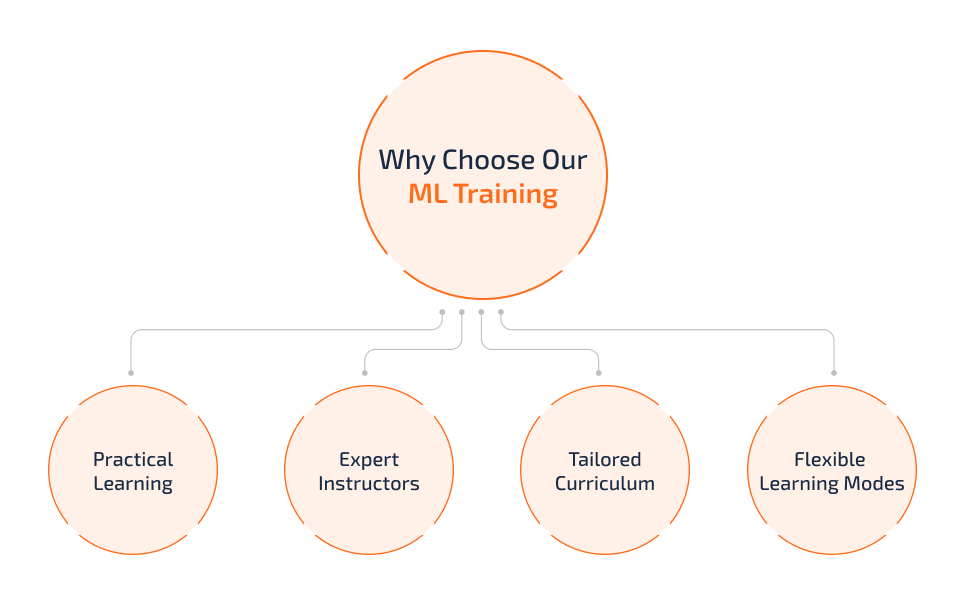 Why Choose Our
ML Training
Practical
Learning
Expert
Instructors
Tailored
Curriculum
Flexible
Learning Modes